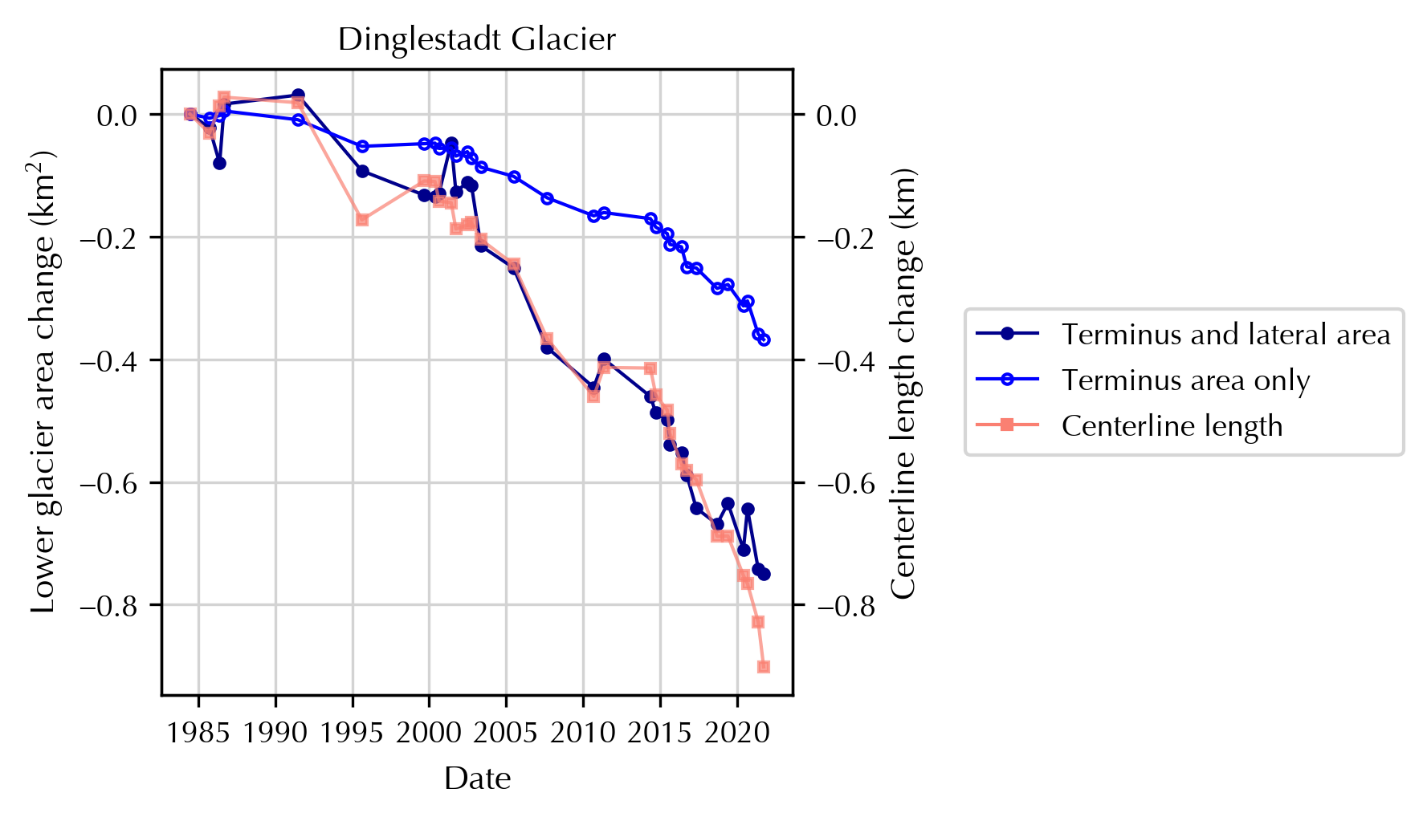 Dinglestadt Glacier
Lower glacier area change (km²)
0.0
–0.2
–0.4
–0.6
–0.8
1985 1990 1995 2000 2005 2010 2015 2020
Date
0.0
–0.2
–0.4
–0.6
–0.8
Centerline length change (km)
Terminus and lateral area
Terminus area only
Centerline length